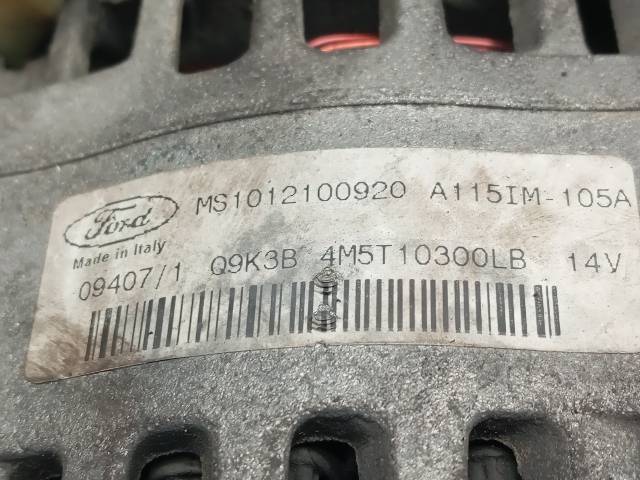 Ford MS1012100920 A115IM-105A
Made in Italy
09407/1 Q9K3B 4M5T10300LB 14V